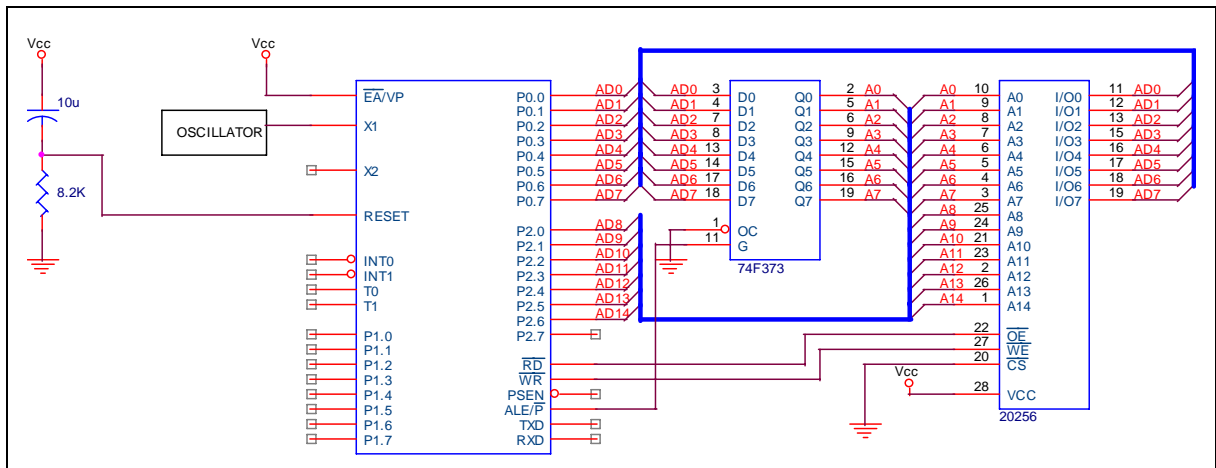 Vcc
10u
8.2K
Vcc
OSCILLATOR
EA/VP
X1
X2
RESET
INT0
INT1
T0
T1
P1.0
P1.1
P1.2
P1.3
P1.4
P1.5
P1.6
P1.7
P0.0
P0.1
P0.2
P0.3
P0.4
P0.5
P0.6
P0.7
P2.0
P2.1
P2.2
P2.3
P2.4
P2.5
P2.6
P2.7
RD
WR
PSEN
ALE/P
TXD
RXD
AD0
AD1
AD2
AD3
AD4
AD5
AD6
AD7
AD8
AD9
AD10
AD11
AD12
AD13
AD14
AD0 3 D0
AD1 4 D1
AD2 7 D2
AD3 8 D3
AD4 13 D4
AD5 14 D5
AD6 17 D6
AD7 18 D7
1 OC
11 G
Q0 2 A0
Q1 5 A1
Q2 6 A2
Q3 9 A3
Q4 12 A4
Q5 15 A5
Q6 16 A6
Q7 19 A7
74F373
A0 10 A0
A1 9 A1
A2 8 A2
A3 7 A3
A4 6 A4
A5 5 A5
A6 4 A6
A7 3 A7
A8 25 A8
A9 24 A9
A10 21 A10
A11 23 A11
A12 2 A12
A13 26 A13
A14 1 A14
22 OE
27 WE
20 CS
Vcc
28 VCC
I/O0 11 AD0
I/O1 12 AD1
I/O2 13 AD2
I/O3 15 AD3
I/O4 16 AD4
I/O5 17 AD5
I/O6 18 AD6
I/O7 19 AD7
20256